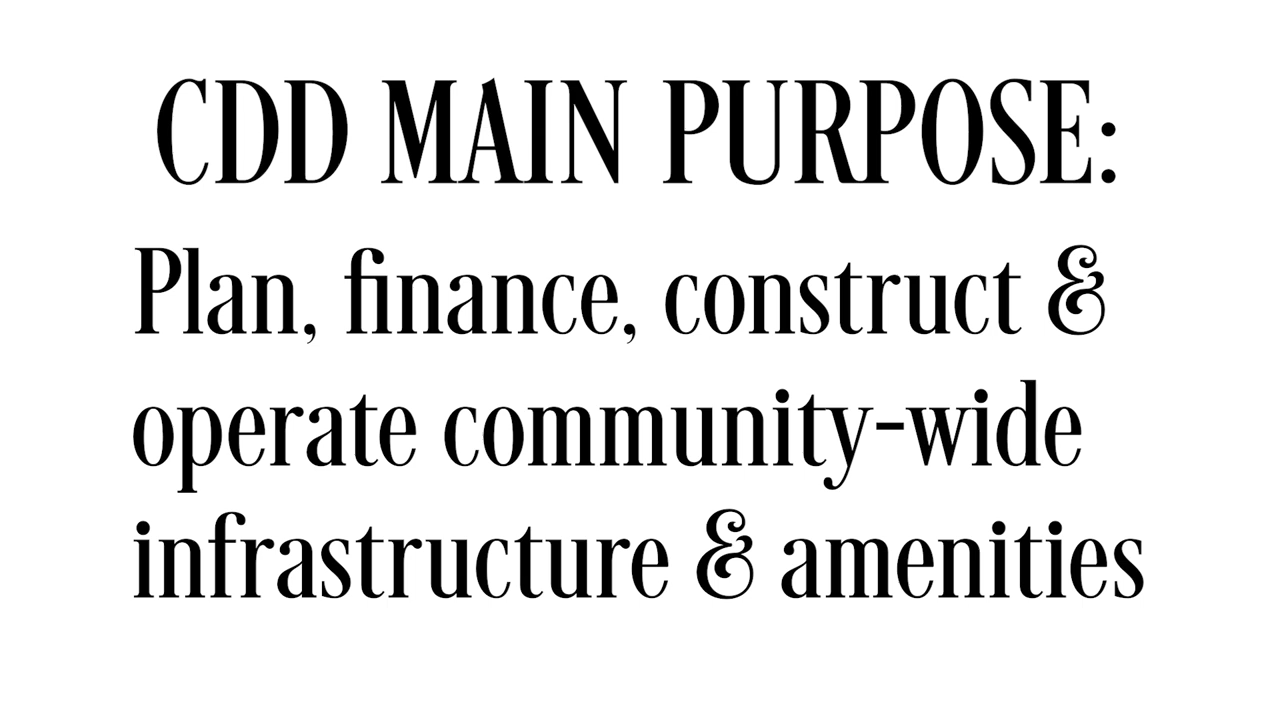 CDD MAIN PURPOSE:
Plan, finance, construct &
operate community-wide
infrastructure & amenities